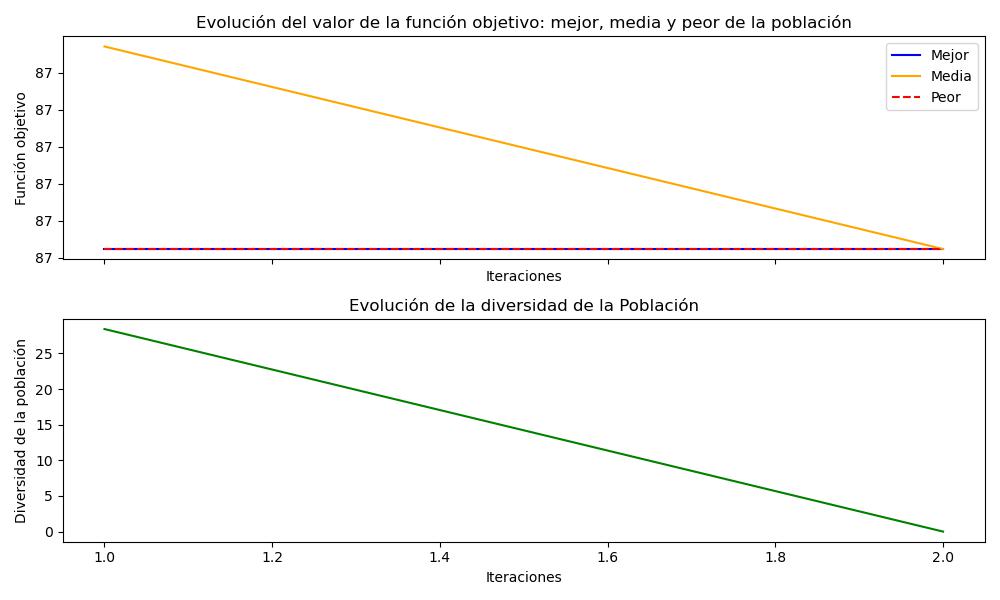 Evolución del valor de la función objetivo: mejor, media y peor de la población
Función objetivo
87
87
87
87
87
87
Mejor
Media
Peor
Iteraciones
Evolución de la diversidad de la Población
Diversidad de la población
25
20
15
10
5
0
1.0 1.2 1.4 1.6 1.8 2.0
Iteraciones